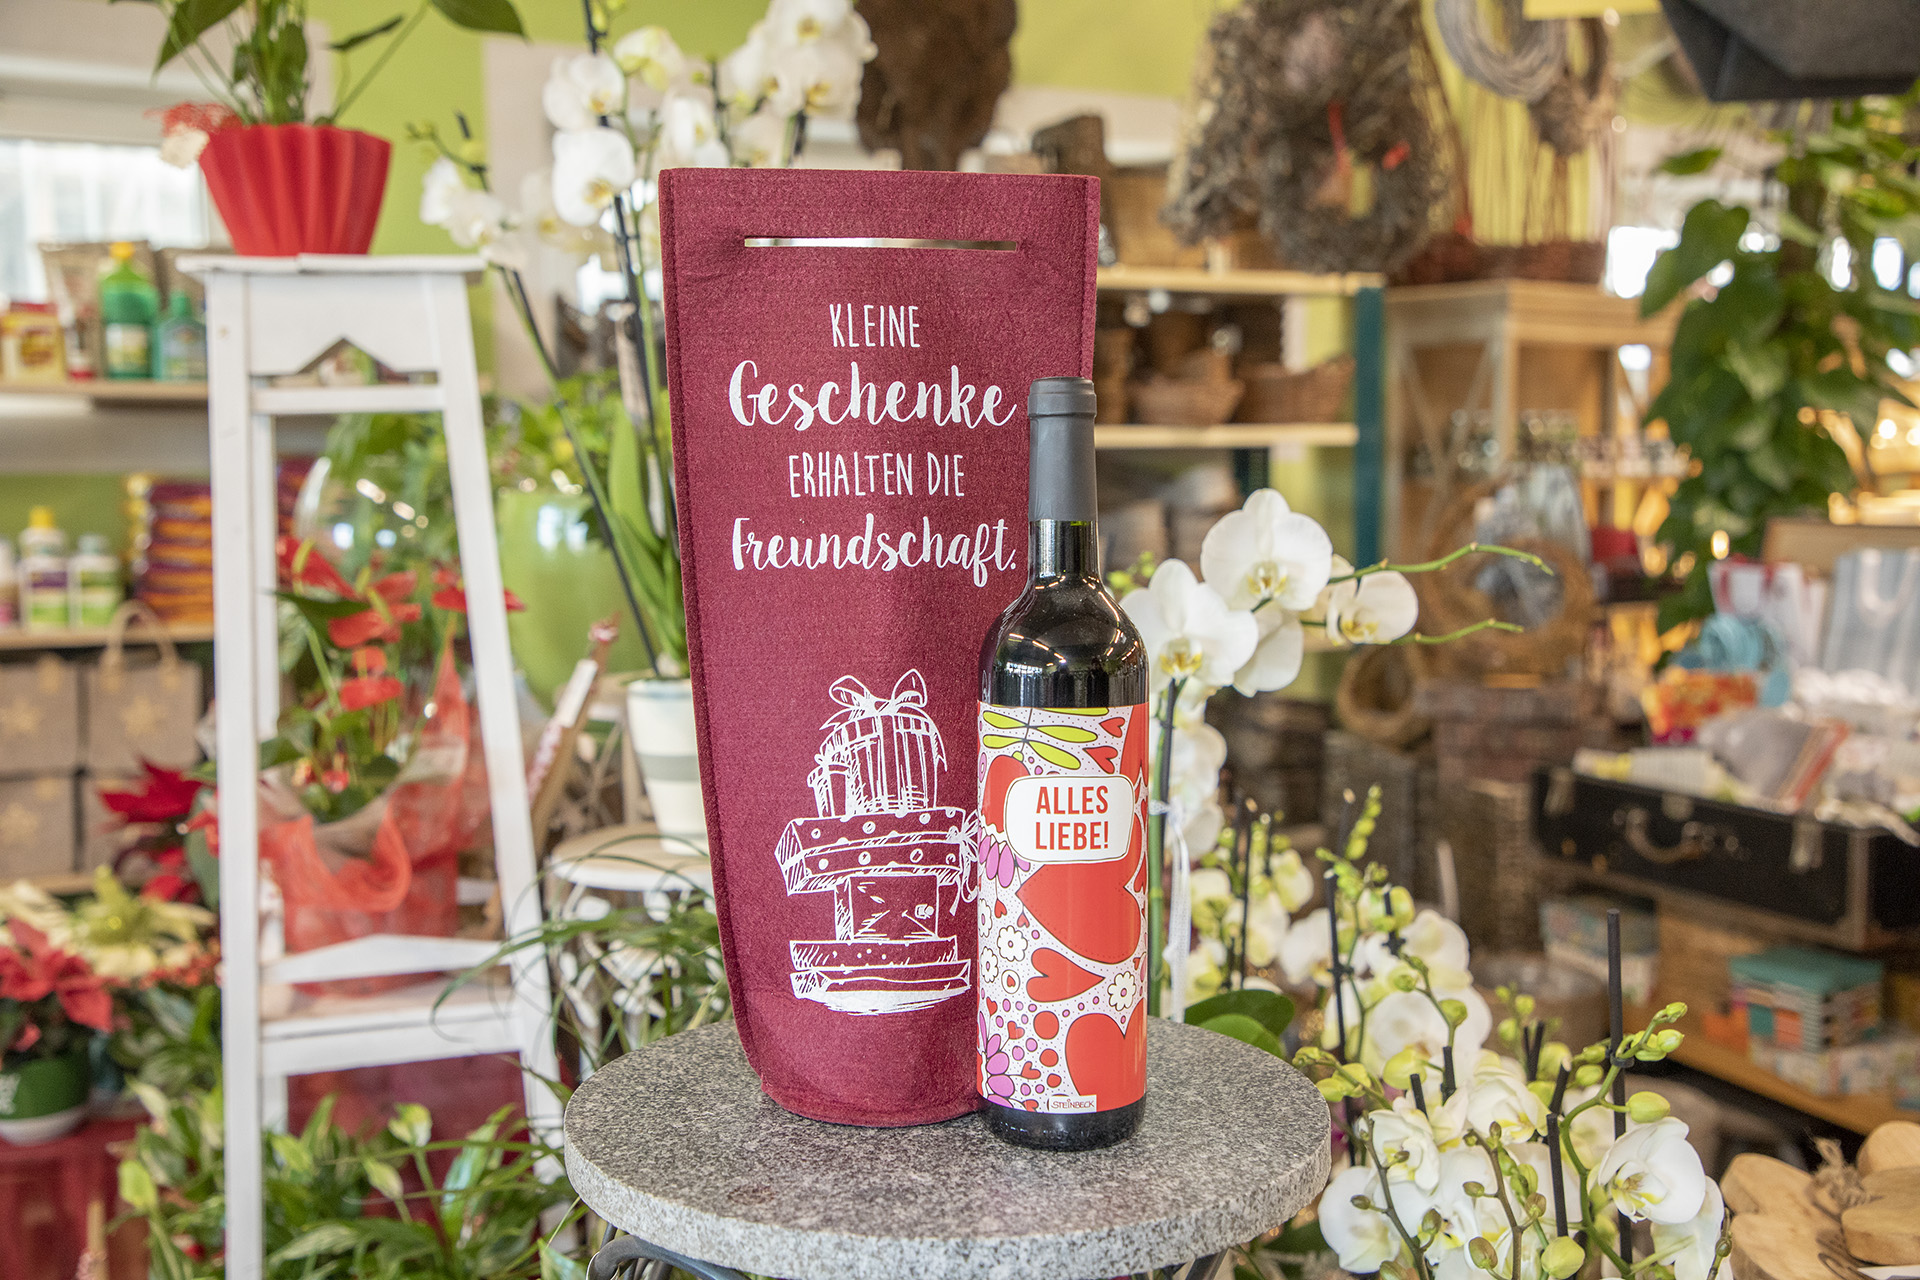 KLEINE
Geschenke
ERHALTEN DIE
Freundschaft.
ALLES
LIEBE!
STEINBECK